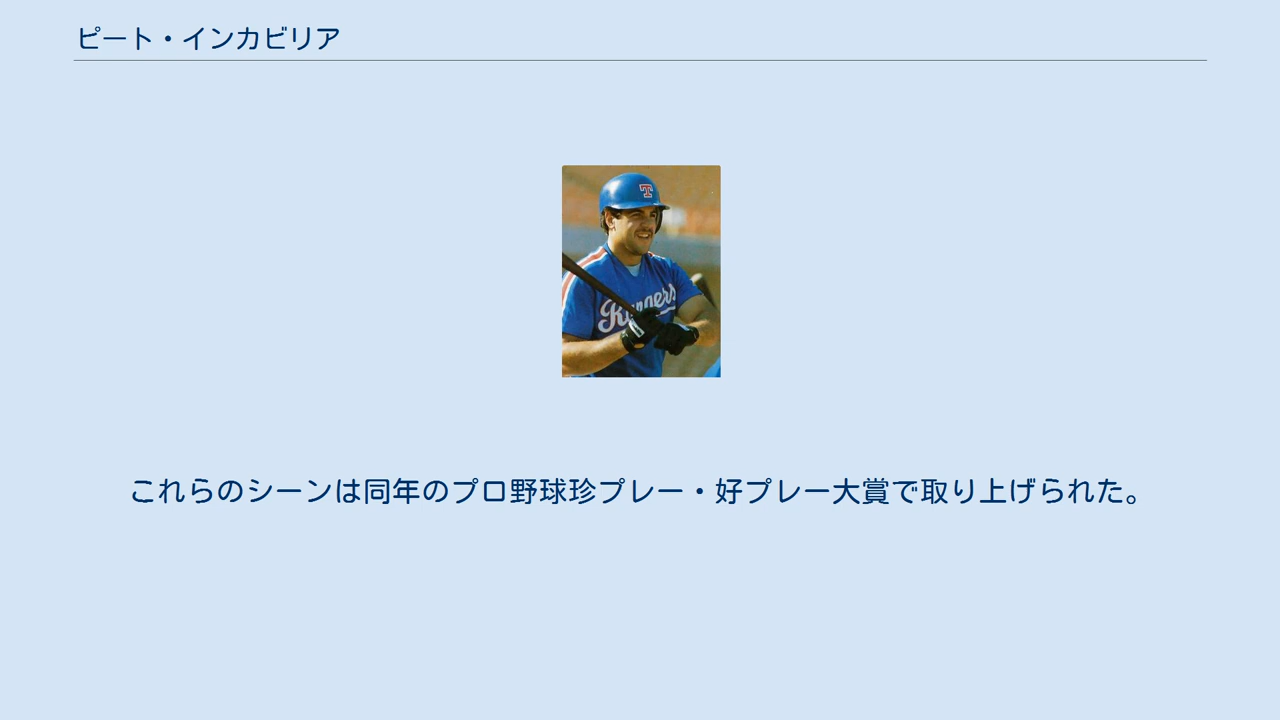 ピート・インカビリア
T
Rangers
これらのシーンは同年のプロ野球珍プレー・好プレー大賞で取り上げられた。